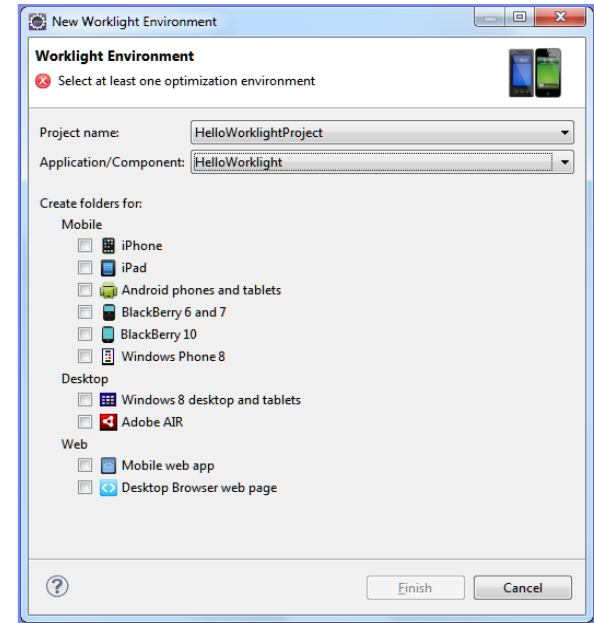 New Worklight Environment
Worklight Environment
Select at least one optimization environment
Project name: HelloWorklightProject
Application/Component: HelloWorklight
Create folders for:
Mobile
iPhone
iPad
Android phones and tablets
BlackBerry 6 and 7
BlackBerry 10
Windows Phone 8
Desktop
Windows 8 desktop and tablets
Adobe AIR
Web
Mobile web app
Desktop Browser web page
? Finish Cancel